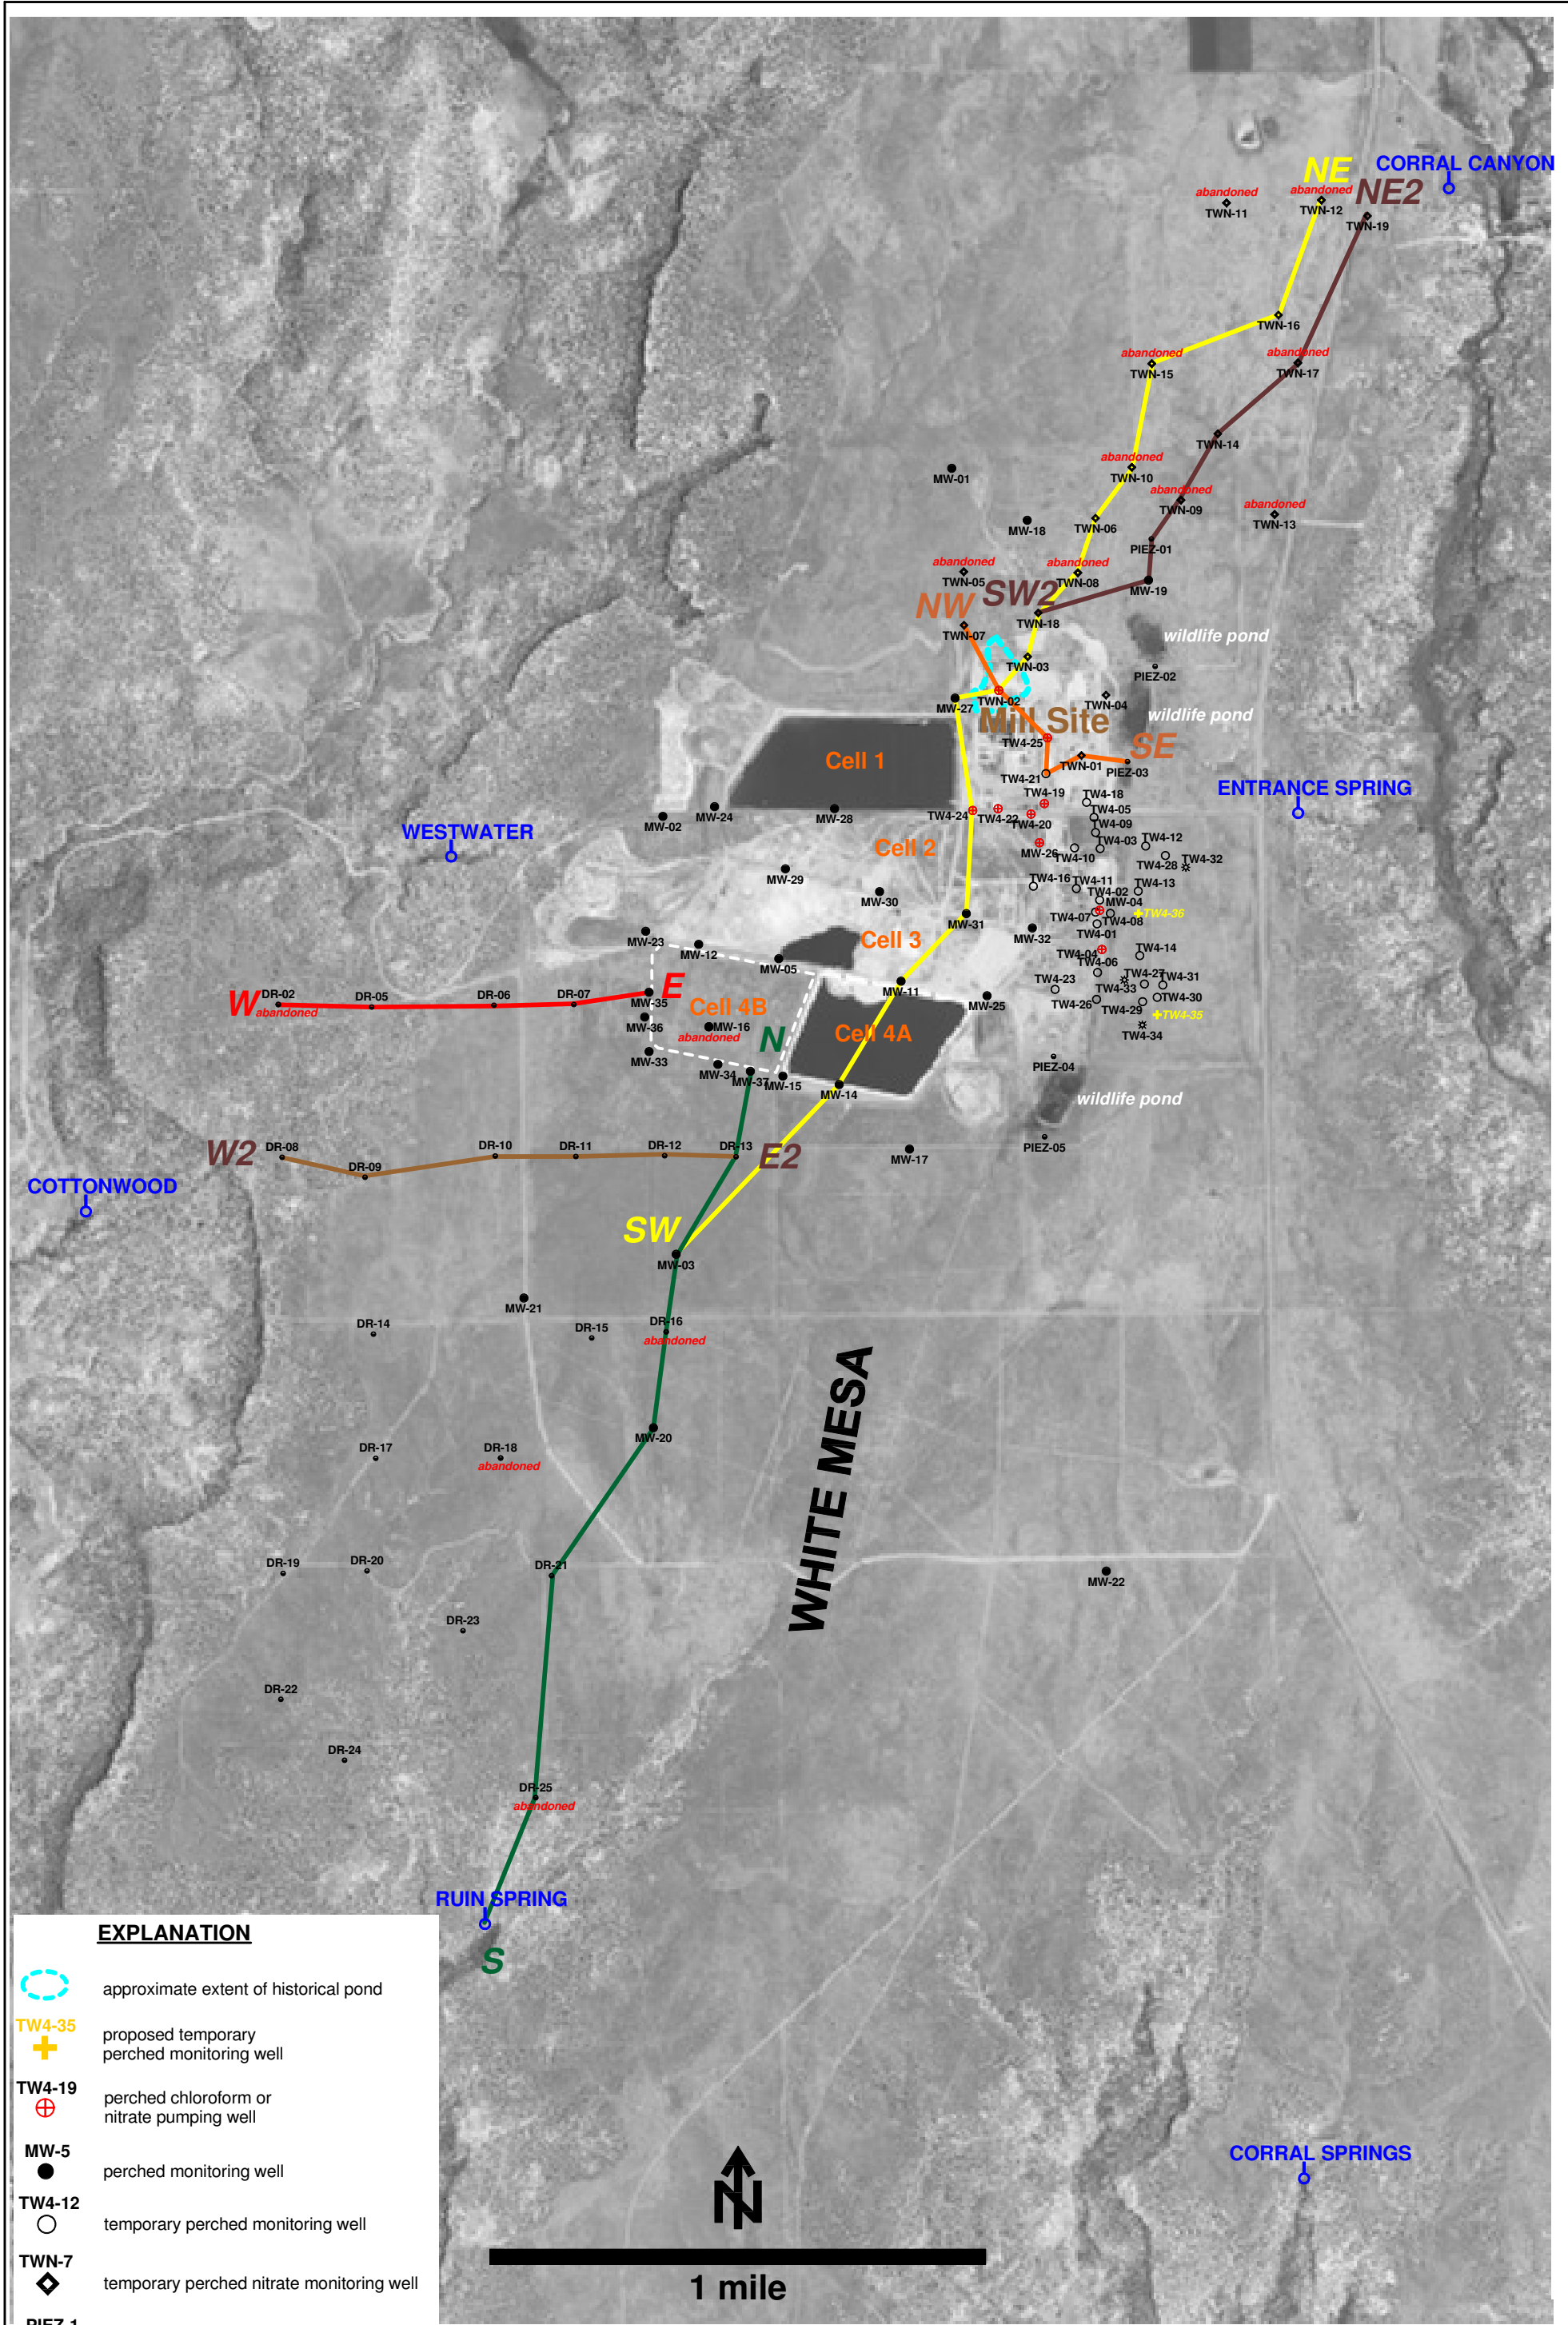 NE
CORRAL CANYON
abandoned
TWN-11
abandoned
TWN-12
NE2
TWN-19
TWN-16
abandoned
TWN-15
abandoned
TWN-17
TWN-14
abandoned
TWN-10
MW-01
abandoned
TWN-09
abandoned
TWN-13
MW-18
TWN-06
PIEZ-01
abandoned
TWN-05
abandoned
TWN-08
MW-19
NW
SW2
TWN-18
TWN-07
wildlife pond
TWN-03
PIEZ-02
MW-27
TWN-02
TWN-04
wildlife pond
Mill Site
TW4-25
SE
Cell 1
TWN-01
PIEZ-03
TW4-21
ENTRANCE SPRING
TW4-19
TW4-18
TW4-05
MW-02
MW-24
MW-28
TW4-24
TW4-22
TW4-20
TW4-09
WESTWATER
TW4-03
TW4-12
MW-26
TW4-10
TW4-28
TW4-32
Cell 2
MW-29
MW-30
TW4-16
TW4-11
TW4-02
TW4-13
MW-04
TW4-07
TW4-08
TW4-36
MW-31
MW-32
TW4-01
MW-23
MW-12
Cell 3
MW-05
TW4-04
TW4-14
TW4-06
TW4-23
TW4-27
TW4-31
TW4-33
MW-11
MW-25
TW4-26
TW4-29
TW4-30
TW4-35
TW4-34
W
DR-02
abandoned
DR-05
DR-06
DR-07
E
MW-35
Cell 4B
MW-36
MW-16
abandoned
N
Cell 4A
MW-33
MW-34
MW-37
MW-15
MW-14
PIEZ-04
wildlife pond
PIEZ-05
MW-17
W2
DR-08
DR-09
DR-10
DR-11
DR-12
DR-13
E2
COTTONWOOD
SW
MW-03
MW-21
DR-14
DR-15
DR-16
abandoned
WHITE MESA
MW-20
DR-17
DR-18
abandoned
DR-19
DR-20
DR-21
MW-22
DR-23
DR-22
DR-24
DR-25
abandoned
RUIN SPRING
S
EXPLANATION
approximate extent of historical pond
TW4-35
proposed temporary
perched monitoring well
TW4-19
perched chloroform or
nitrate pumping well
MW-5
perched monitoring well
TW4-12
temporary perched monitoring well
TWN-7
temporary perched nitrate monitoring well
PIEZ-1
N
1 mile
CORRAL SPRINGS